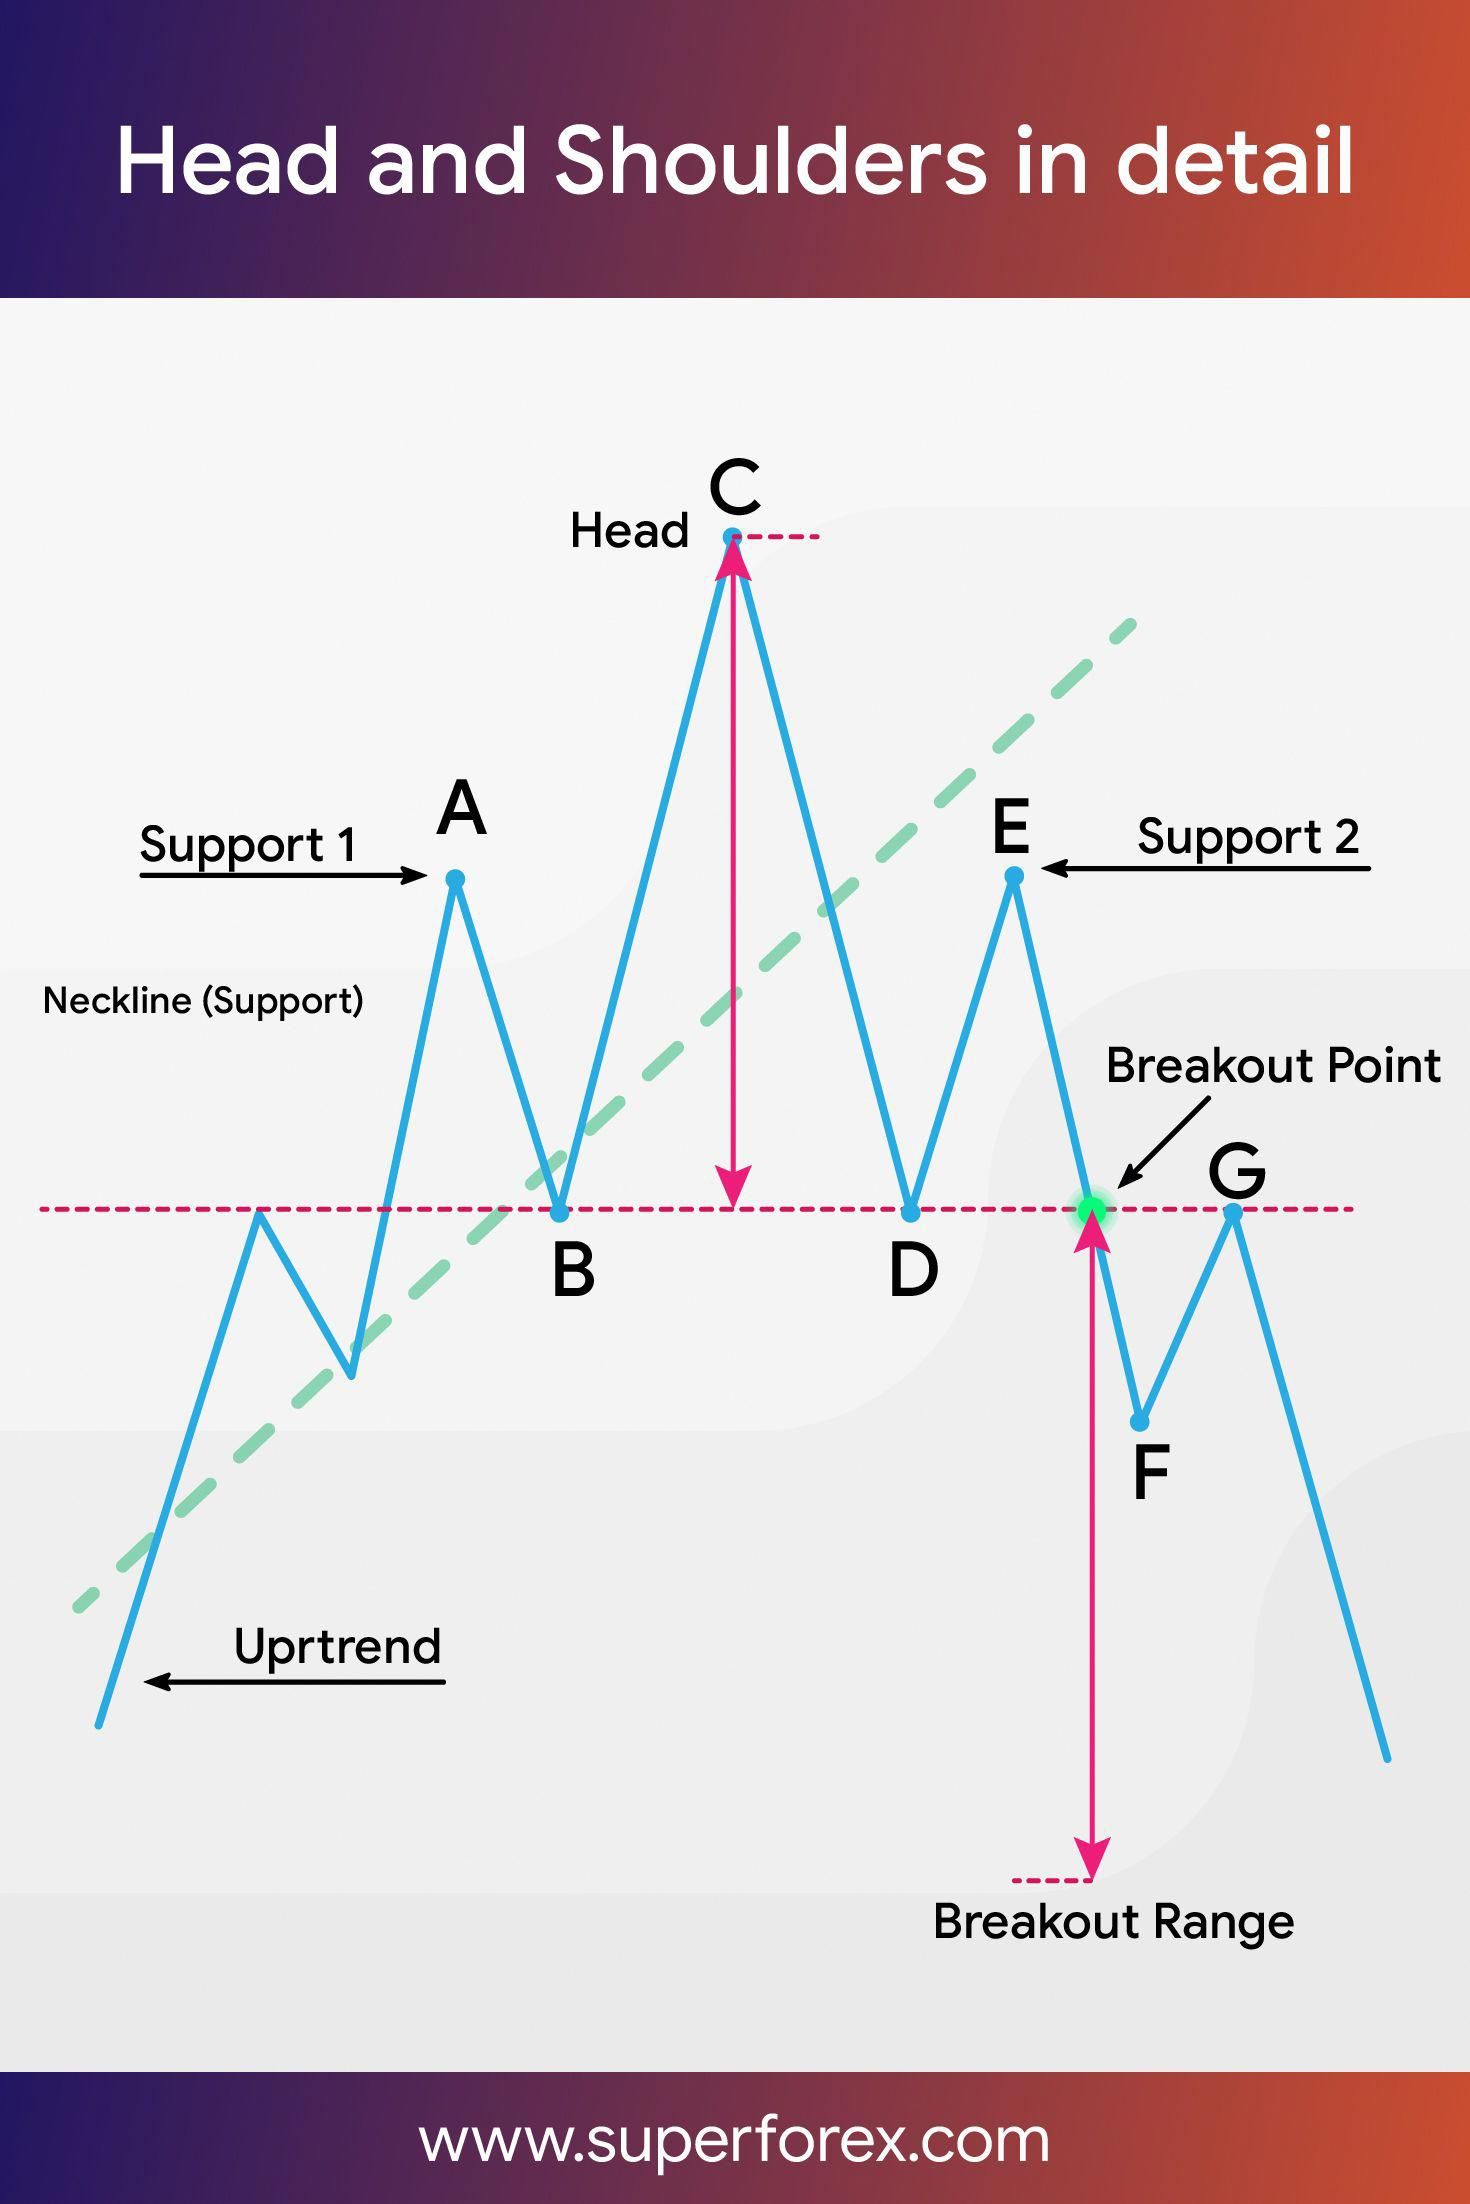 Head and Shoulders in detail
C
Head
A
E
Support 1
Support 2
Neckline (Support)
Breakout Point
G
B
D
F
Uprtrend
Breakout Range
www.superforex.com